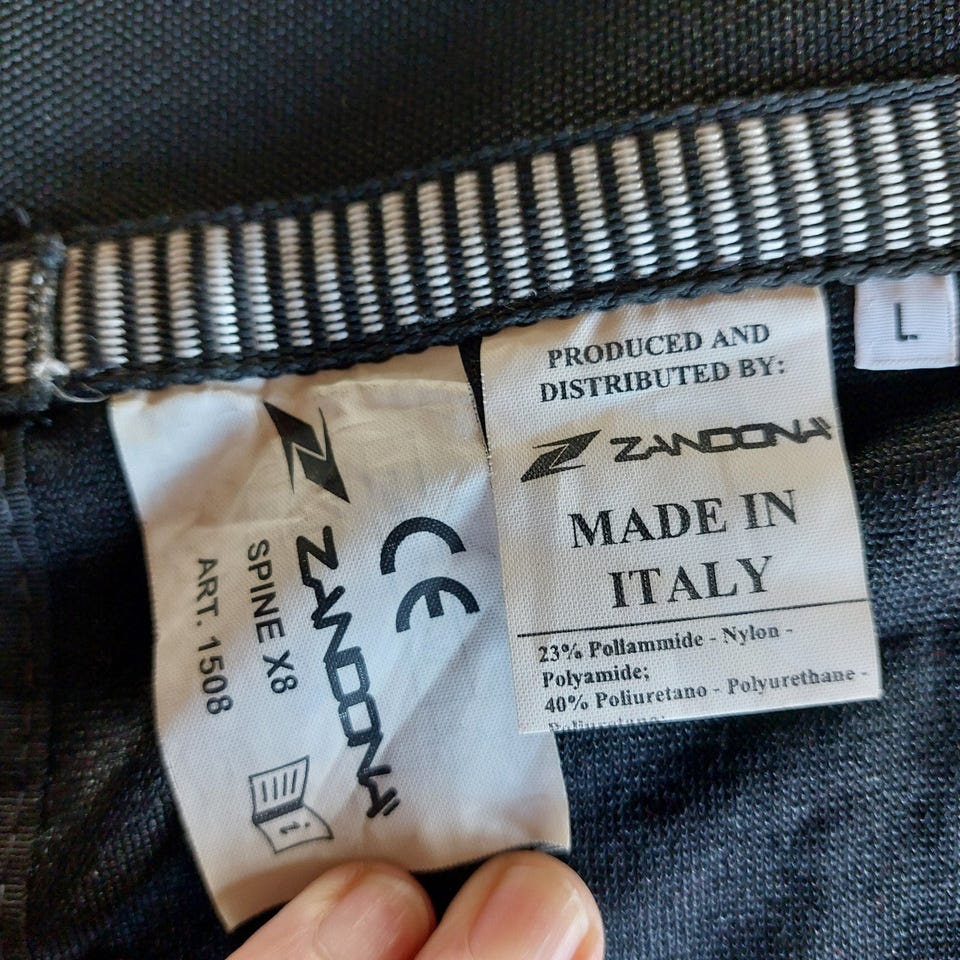 CE
ZANDONA
SPINE X8
ART. 1508
i
PRODUCED AND
DISTRIBUTED BY:
ZANDONA
MADE IN
ITALY
23% Poliammide - Nylon -
Polyamide;
40% Poliuretano - Polyurethane -
L